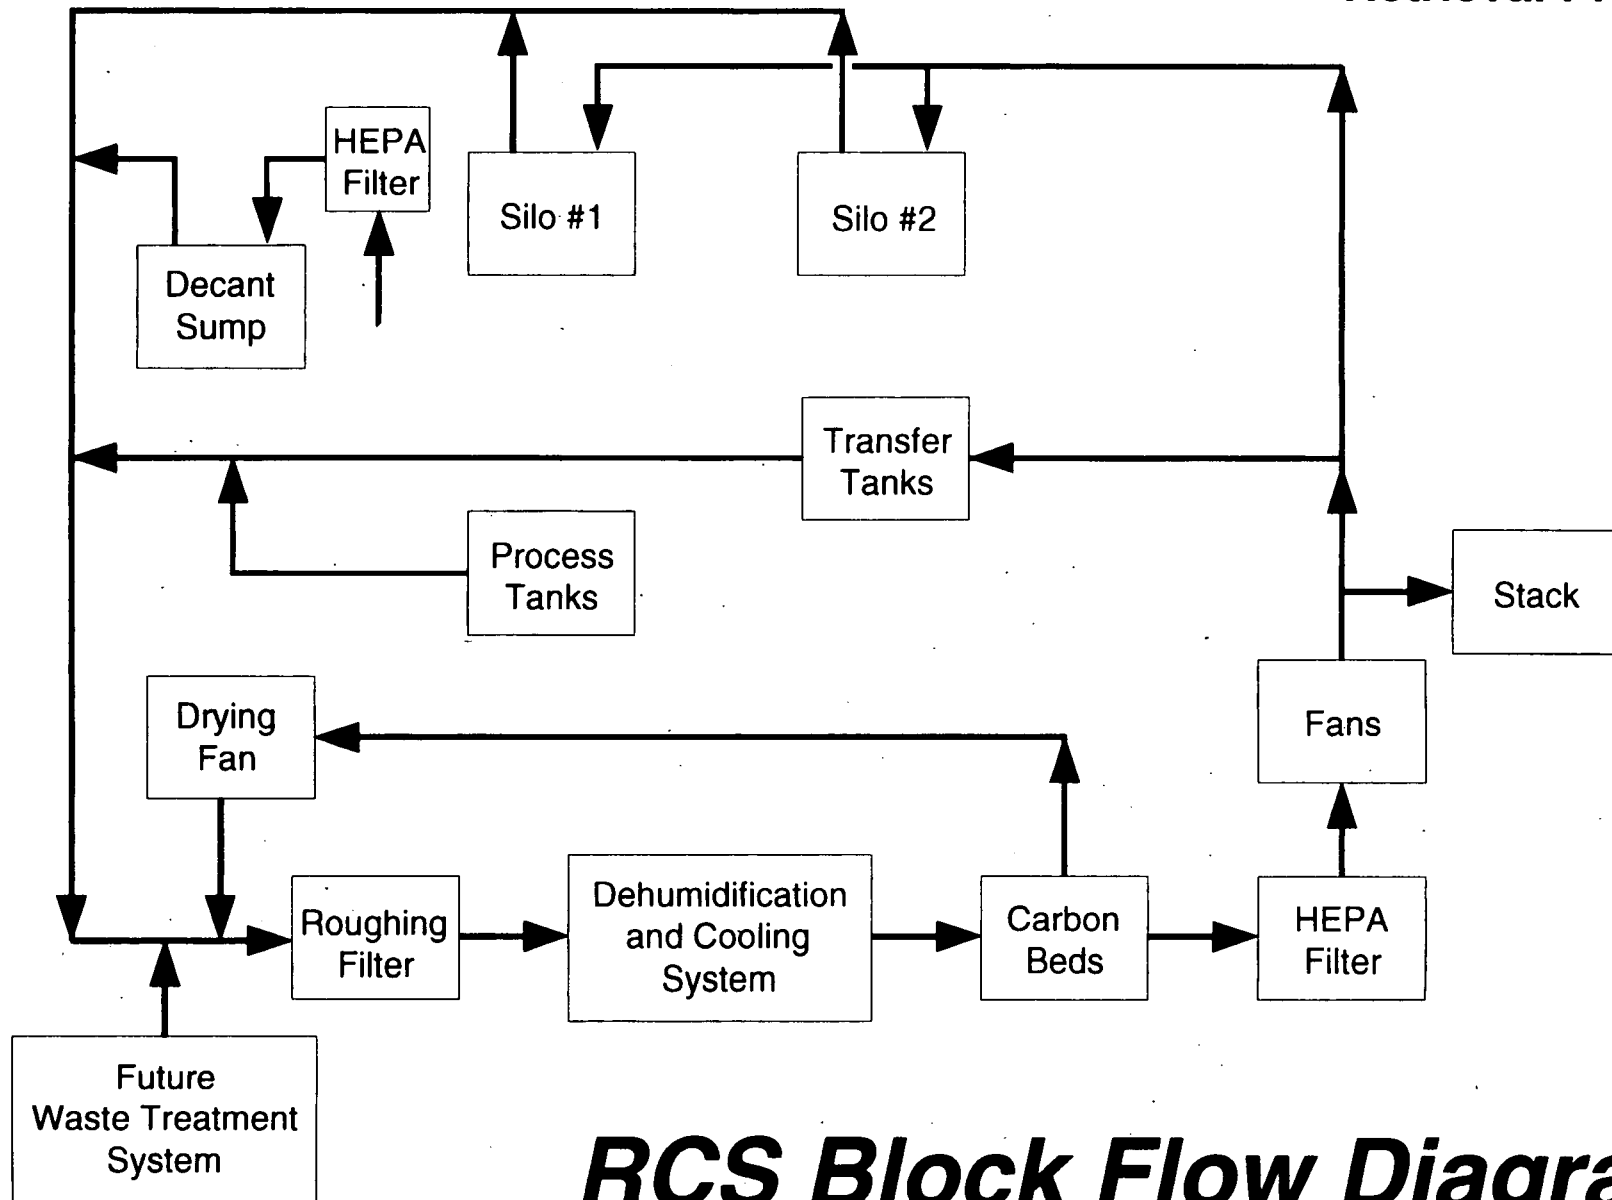 HEPA
Filter
Silo #1
Silo #2
Decant
Sump
Transfer
Tanks
Process
Tanks
Stack
Drying
Fan
Fans
Roughing
Filter
Dehumidification
and Cooling
System
Carbon
Beds
HEPA
Filter
Future
Waste Treatment
System
RCS Block Flow